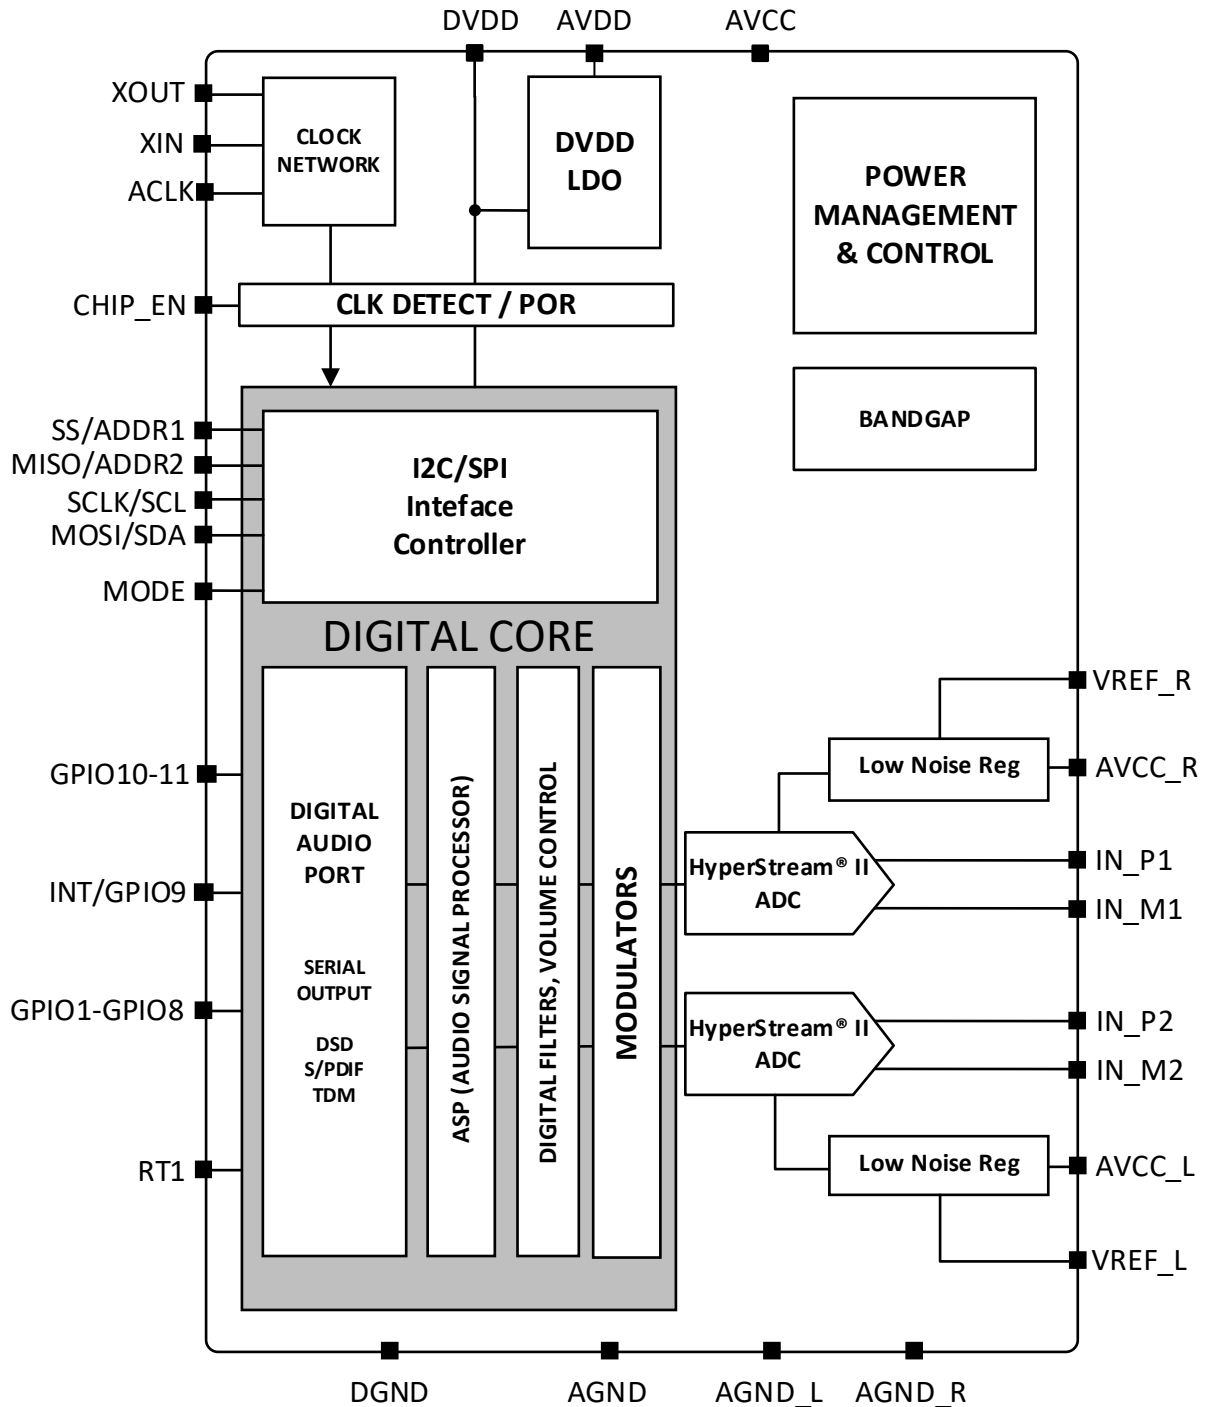 DVDD
AVDD
AVCC
XOUT
XIN
ACLK
CLOCK
NETWORK
DVDD
LDO
POWER
MANAGEMENT
& CONTROL
CHIP_EN
CLK DETECT / POR
BANDGAP
SS/ADDR1
MISO/ADDR2
SCLK/SCL
MOSI/SDA
MODE
I2C/SPI
Inteface
Controller
DIGITAL CORE
GPIO10-11
INT/GPIO9
GPIO1-GPIO8
RT1
DIGITAL
AUDIO
PORT
SERIAL
OUTPUT
DSD
S/PDIF
TDM
ASP (AUDIO SIGNAL PROCESSOR)
DIGITAL FILTERS, VOLUME CONTROL
MODULATORS
VREF_R
Low Noise Reg
AVCC_R
HyperStream® II
ADC
IN_P1
IN_M1
HyperStream® II
ADC
IN_P2
IN_M2
Low Noise Reg
AVCC_L
VREF_L
DGND
AGND
AGND_L
AGND_R